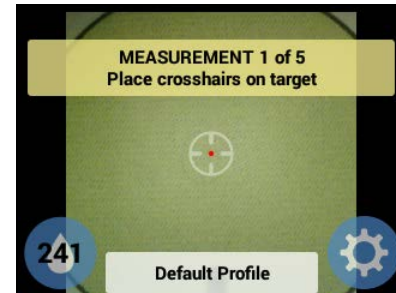 MEASUREMENT 1 of 5
Place crosshairs on target
241
Default Profile